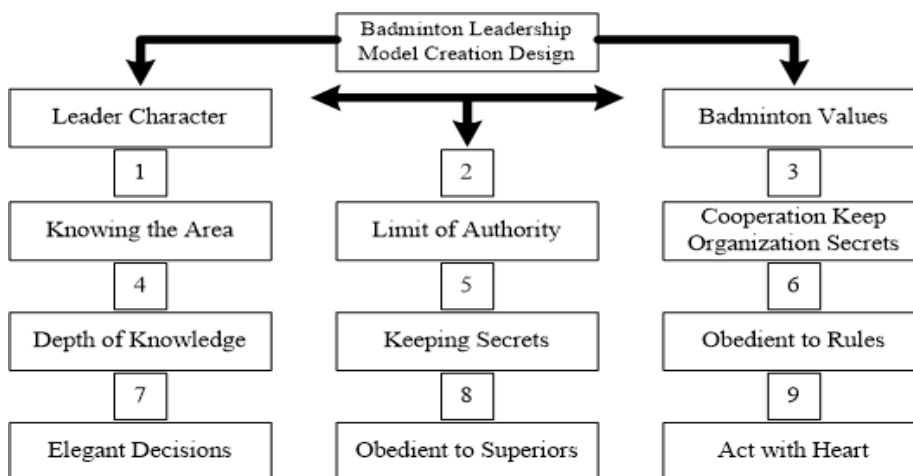 Badminton Leadership
Model Creation Design
Leader Character
Badminton Values
1
2
3
Knowing the Area
Limit of Authority
Cooperation Keep
Organization Secrets
4
5
6
Depth of Knowledge
Keeping Secrets
Obedient to Rules
7
8
9
Elegant Decisions
Obedient to Superiors
Act with Heart